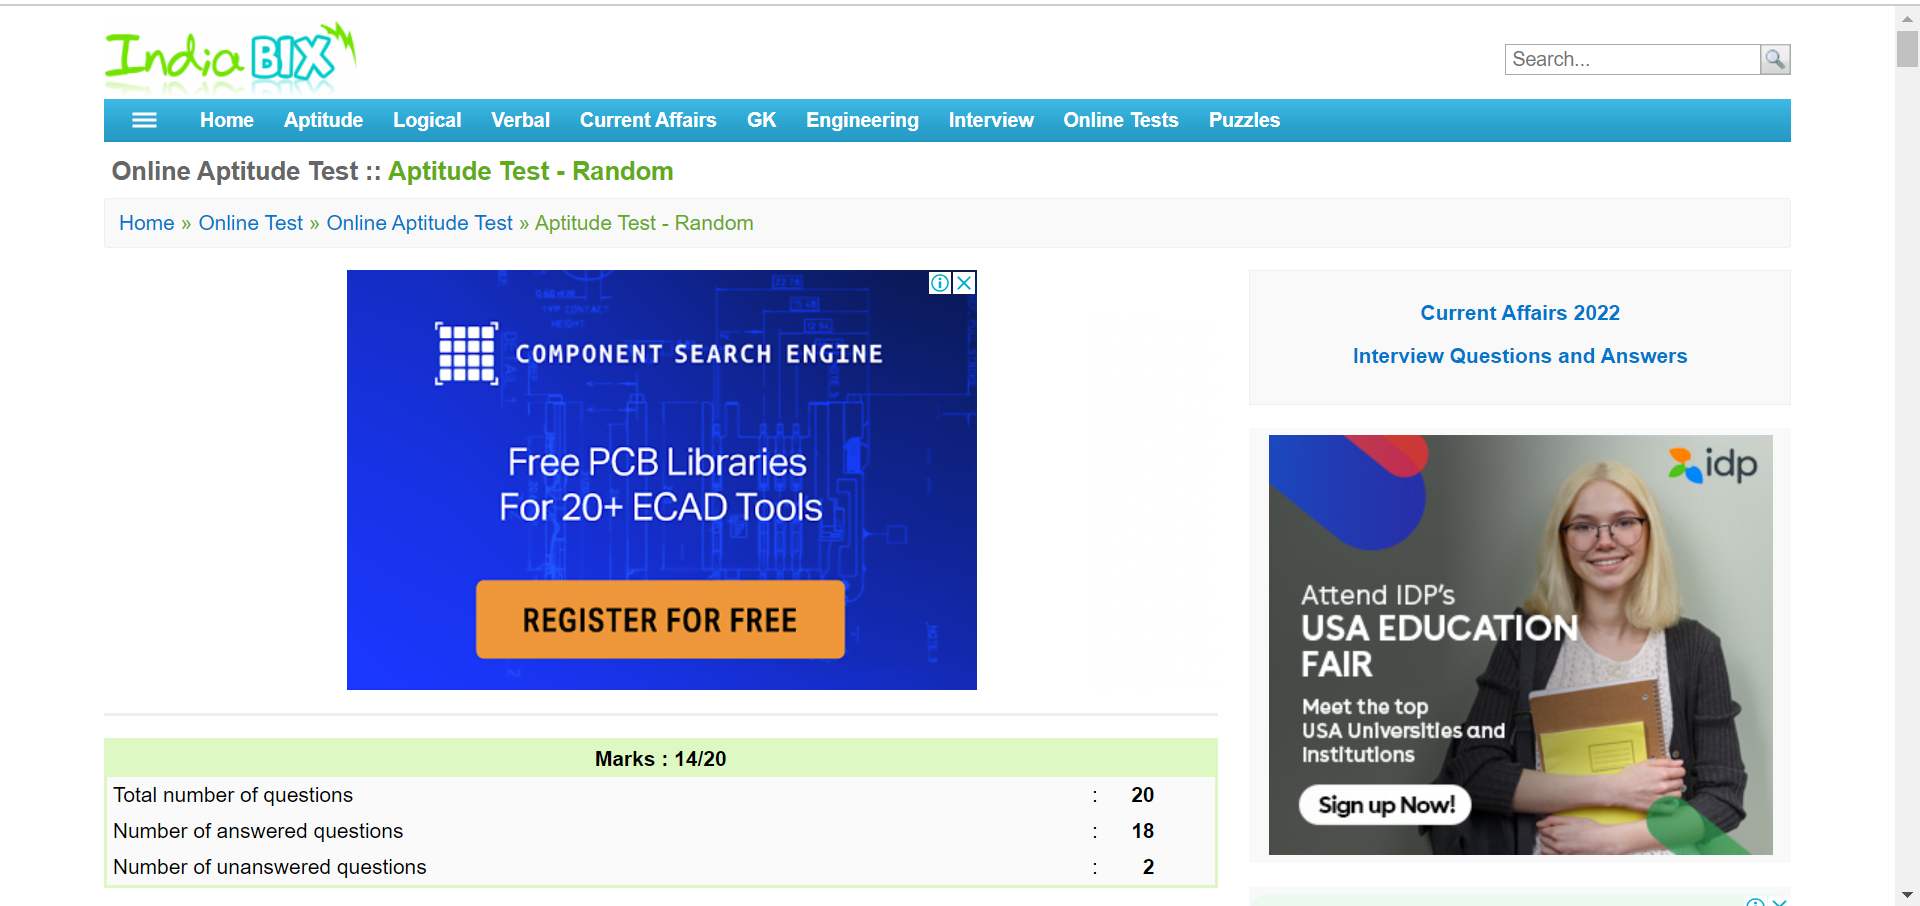 India BIX
Search...
Home Aptitude Logical Verbal Current Affairs GK Engineering Interview Online Tests Puzzles
Online Aptitude Test :: Aptitude Test - Random
Home » Online Test » Online Aptitude Test » Aptitude Test - Random
COMPONENT SEARCH ENGINE
Free PCB Libraries
For 20+ ECAD Tools
REGISTER FOR FREE
Current Affairs 2022
Interview Questions and Answers
idp
Attend IDP's
USA EDUCATION
FAIR
Meet the top
USA Universities and
Institutions
Sign up Now!
Marks : 14/20
Total number of questions : 20
Number of answered questions : 18
Number of unanswered questions : 2